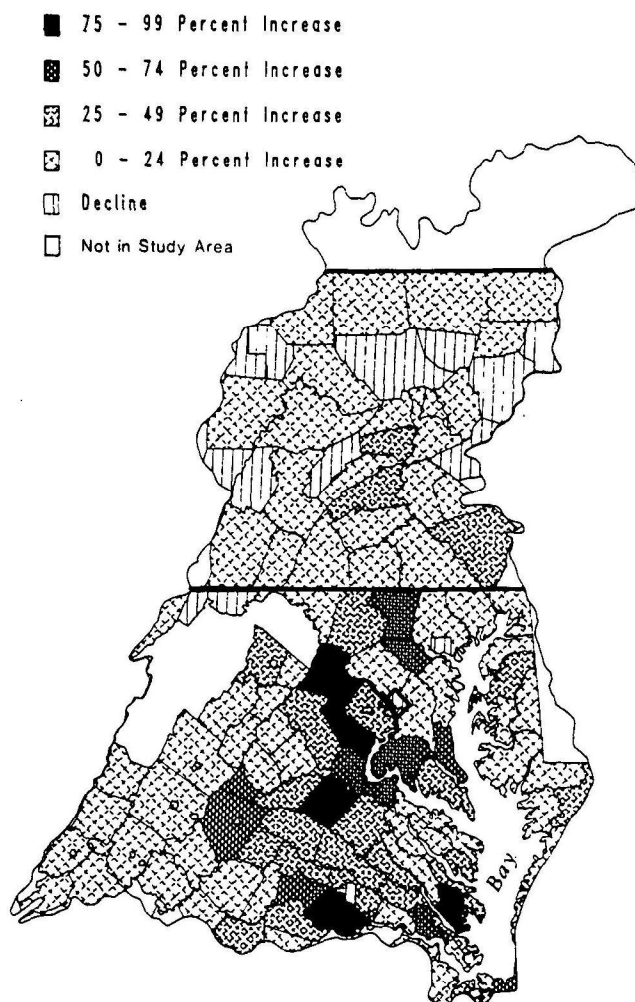 75 - 99 Percent Increase
50 - 74 Percent Increase
25 - 49 Percent Increase
0 - 24 Percent Increase
Decline
Not in Study Area
Bay